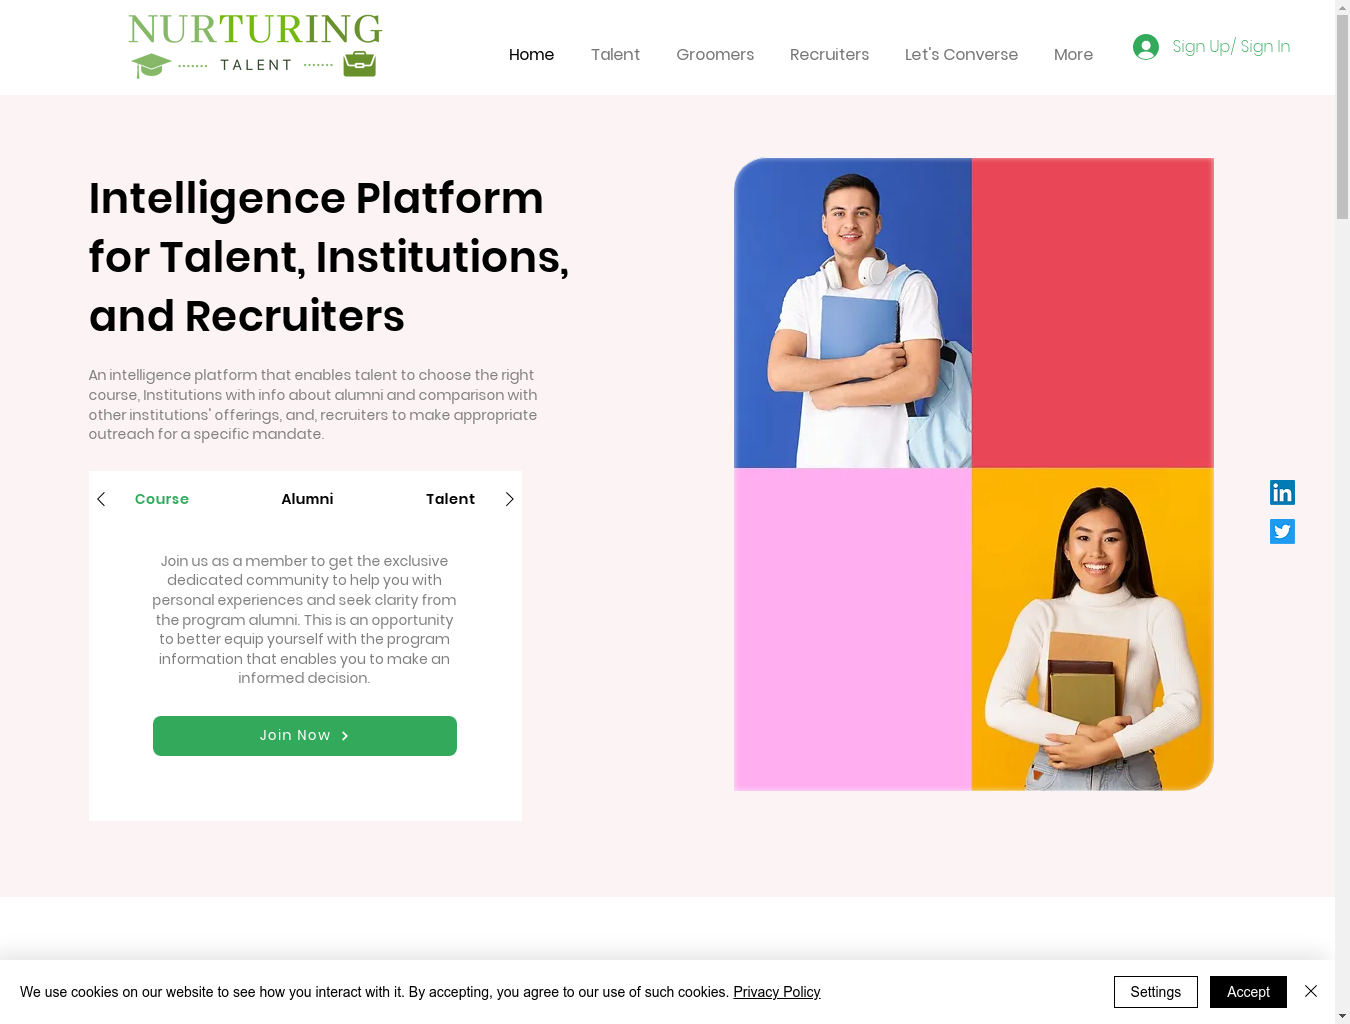 NURTURING
TALENT
Home
Talent
Groomers
Recruiters
Let's Converse
More
Sign Up/ Sign In
Intelligence Platform
for Talent, Institutions,
and Recruiters
An intelligence platform that enables talent to choose the right
course, Institutions with info about alumni and comparison with
other institutions' offerings, and, recruiters to make appropriate
outreach for a specific mandate.
Course
Alumni
Talent
Join us as a member to get the exclusive
dedicated community to help you with
personal experiences and seek clarity from
the program alumni. This is an opportunity
to better equip yourself with the program
information that enables you to make an
informed decision.
Join Now
in
We use cookies on our website to see how you interact with it. By accepting, you agree to our use of such cookies. Privacy Policy
Settings
Accept